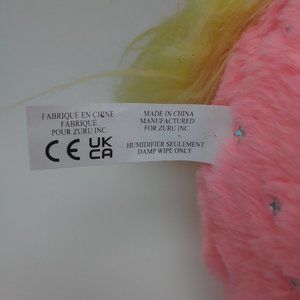 FABRIQUÉ EN CHINE
FABRIQUE
POUR ZURU INC.
CE UK
CA
MADE IN CHINA
MANUFACTURED
FOR ZURU INC.
HUMIDIFIER SEULEMENT
DAMP WIPE ONLY